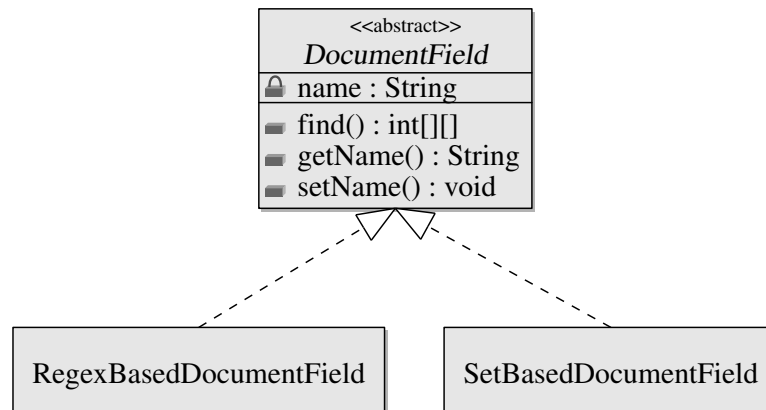 <<abstract>>
DocumentField
name : String
find() : int[][]
getName() : String
setName() : void
RegexBasedDocumentField
SetBasedDocumentField